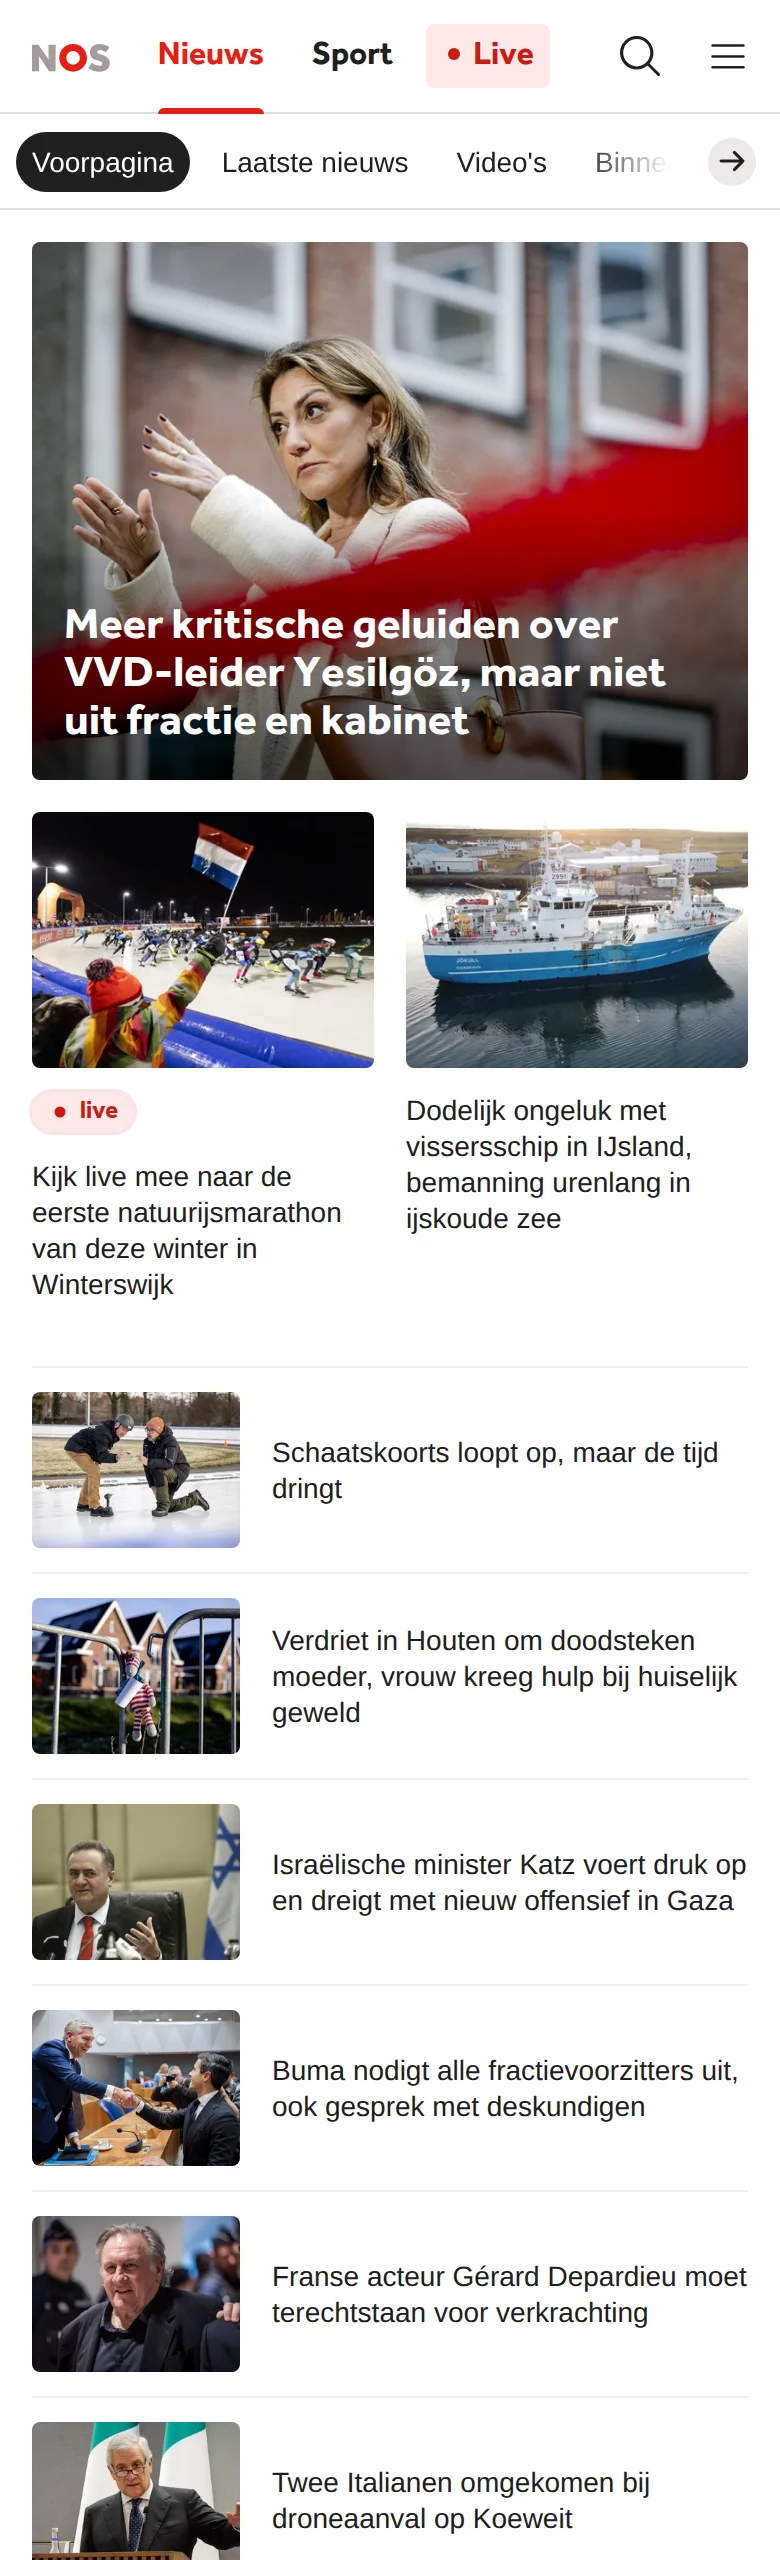 NOS
Nieuws
Sport
Live
Voorpagina
Laatste nieuws
Video's
Binne
Meer kritische geluiden over
VVD-leider Yesilgöz, maar niet
uit fractie en kabinet
2991
JÖKULL
live
Kijk live mee naar de
eerste natuurijsmarathon
van deze winter in
Winterswijk
Dodelijk ongeluk met
vissersschip in IJsland,
bemanning urenlang in
ijskoude zee
Schaatskoorts loopt op, maar de tijd
dringt
Verdriet in Houten om doodsteken
moeder, vrouw kreeg hulp bij huiselijk
geweld
Israëlische minister Katz voert druk op
en dreigt met nieuw offensief in Gaza
Buma nodigt alle fractievoorzitters uit,
ook gesprek met deskundigen
Franse acteur Gérard Depardieu moet
terechtstaan voor verkrachting
Twee Italianen omgekomen bij
droneaanval op Koeweit